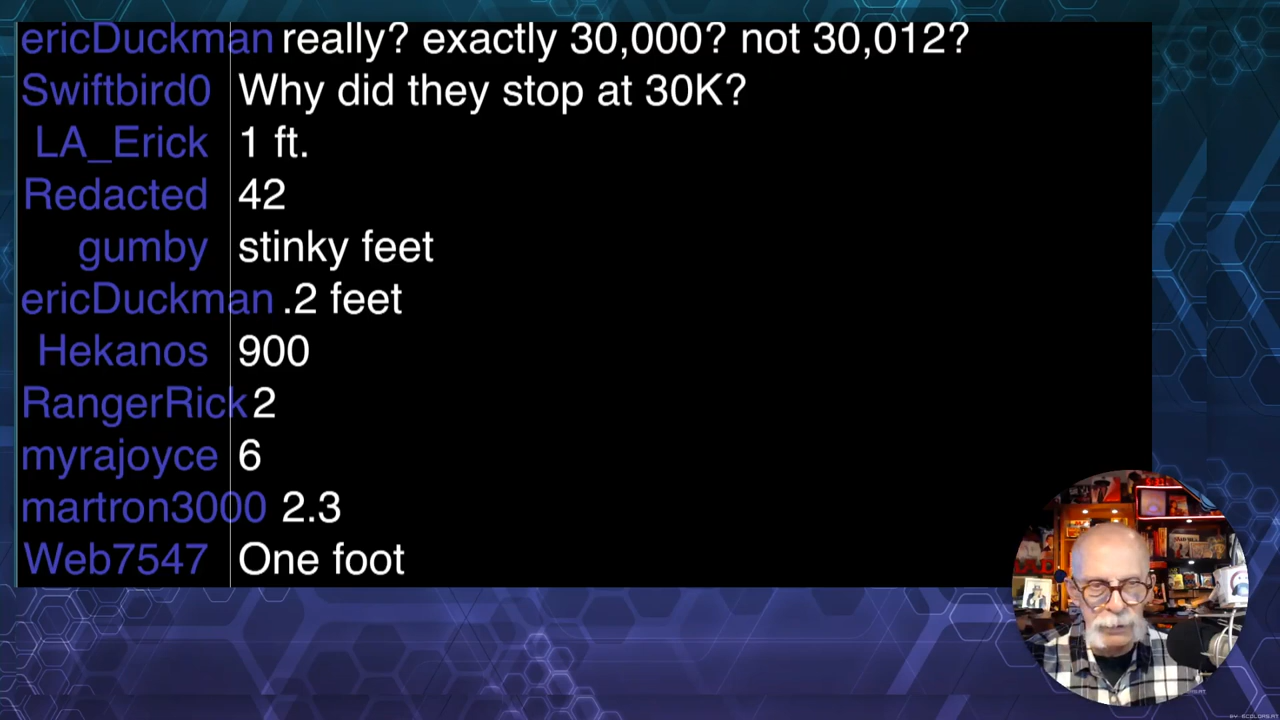 ericDuckman really? exactly 30,000? not 30,012?
Swiftbird0 Why did they stop at 30K?
LA_Erick 1 ft.
Redacted 42
gumby stinky feet
ericDuckman .2 feet
Hekanos 900
RangerRick 2
myrajoyce 6
martron3000 2.3
Web7547 One foot